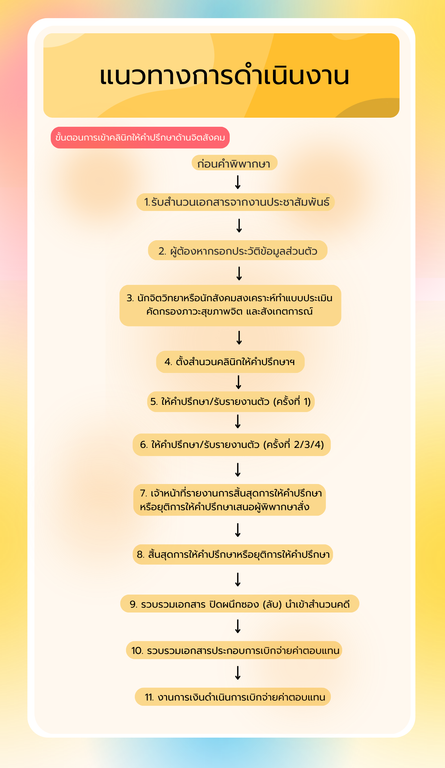 แนวทางการดำเนินงาน
ขั้นตอนการเข้าคลินิกให้คำปรึกษาด้านจิตสังคม
ก่อนคำพิพากษา
1.รับสำนวนเอกสารจากงานประชาสัมพันธ์
2. ผู้ต้องหากรอกประวัติข้อมูลส่วนตัว
3. นักจิตวิทยาหรือนักสังคมสงเคราะห์ทำแบบประเมิน
คัดกรองภาวะสุขภาพจิต และสังเกตการณ์
4. ตั้งสำนวนคลินิกให้คำปรึกษาฯ
5. ให้คำปรึกษา/รับรายงานตัว (ครั้งที่ 1)
6. ให้คำปรึกษา/รับรายงานตัว (ครั้งที่ 2/3/4)
7. เจ้าหน้าที่รายงานการสิ้นสุดการให้คำปรึกษา
หรือยุติการให้คำปรึกษาเสนอผู้พิพากษาสั่ง
8. สิ้นสุดการให้คำปรึกษาหรือยุติการให้คำปรึกษา
9. รวบรวมเอกสาร ปิดผนึกซอง (ลับ) นำเข้าสำนวนคดี
10. รวบรวมเอกสารประกอบการเบิกจ่ายค่าตอบแทน
11. งานการเงินดำเนินการเบิกจ่ายค่าตอบแทน